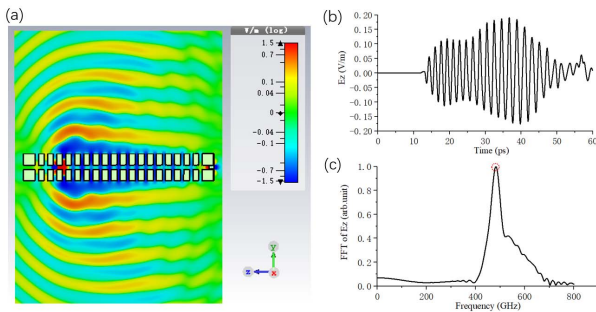 (a)
V/m (log)
1.5
0.7
0.1
0.04
0
-0.04
-0.1
-0.7
-1.5
y
z
x
(b)
Ez (V/m)
0.20
0.15
0.10
0.05
0.00
-0.05
-0.10
-0.15
-0.20
0 10 20 30 40 50 60
Time (ps)
(c)
FFT of Ez (arb.unit)
1.0
0.8
0.6
0.4
0.2
0.0
0 200 400 600 800
Frequency (GHz)